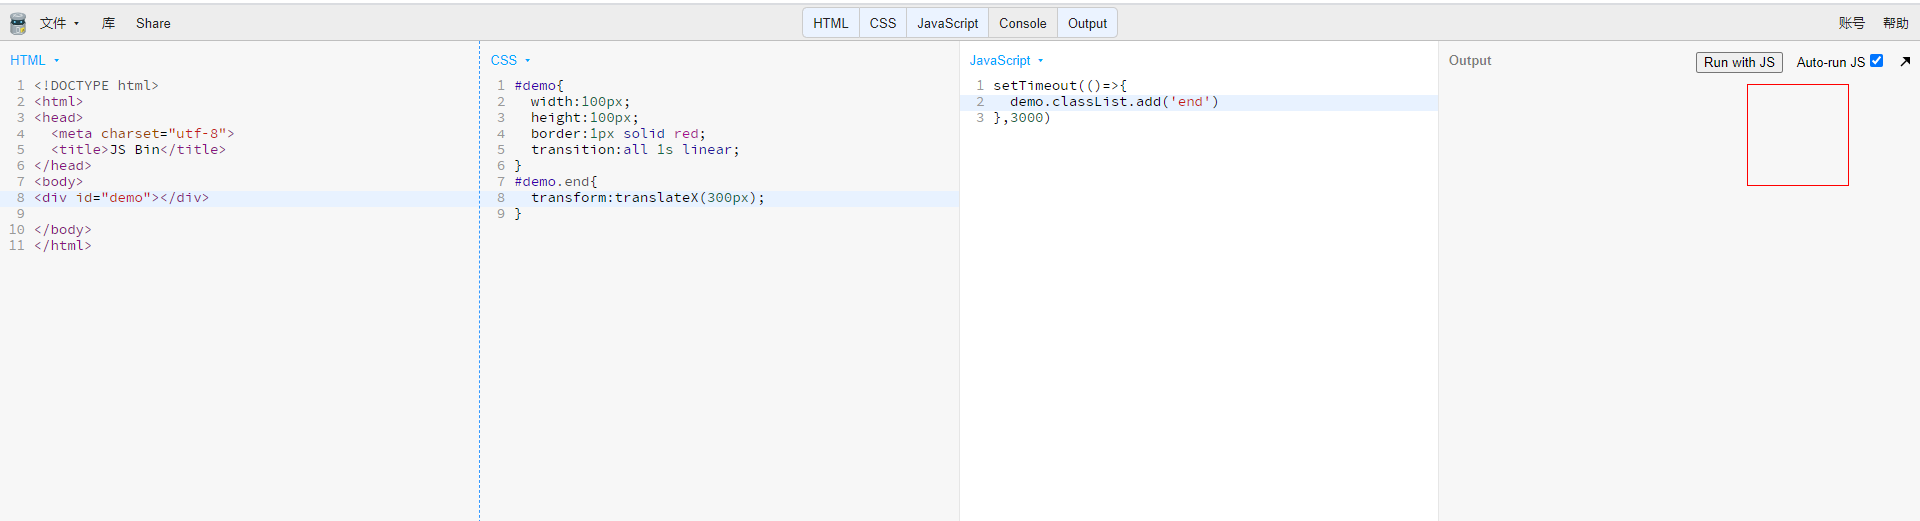 文件 库 Share HTML CSS JavaScript Console Output 账号 帮助
HTML
1 <!DOCTYPE html>
2 <html>
3 <head>
4   <meta charset="utf-8">
5   <title>JS Bin</title>
6 </head>
7 <body>
8 <div id="demo"></div>
9
10 </body>
11 </html>
CSS
1 #demo{
2   width:100px;
3   height:100px;
4   border:1px solid red;
5   transition:all 1s linear;
6 }
7 #demo.end{
8   transform:translateX(300px);
9 }
JavaScript
1 setTimeout(()=>{
2   demo.classList.add('end')
3 },3000)
Output Run with JS Auto-run JS